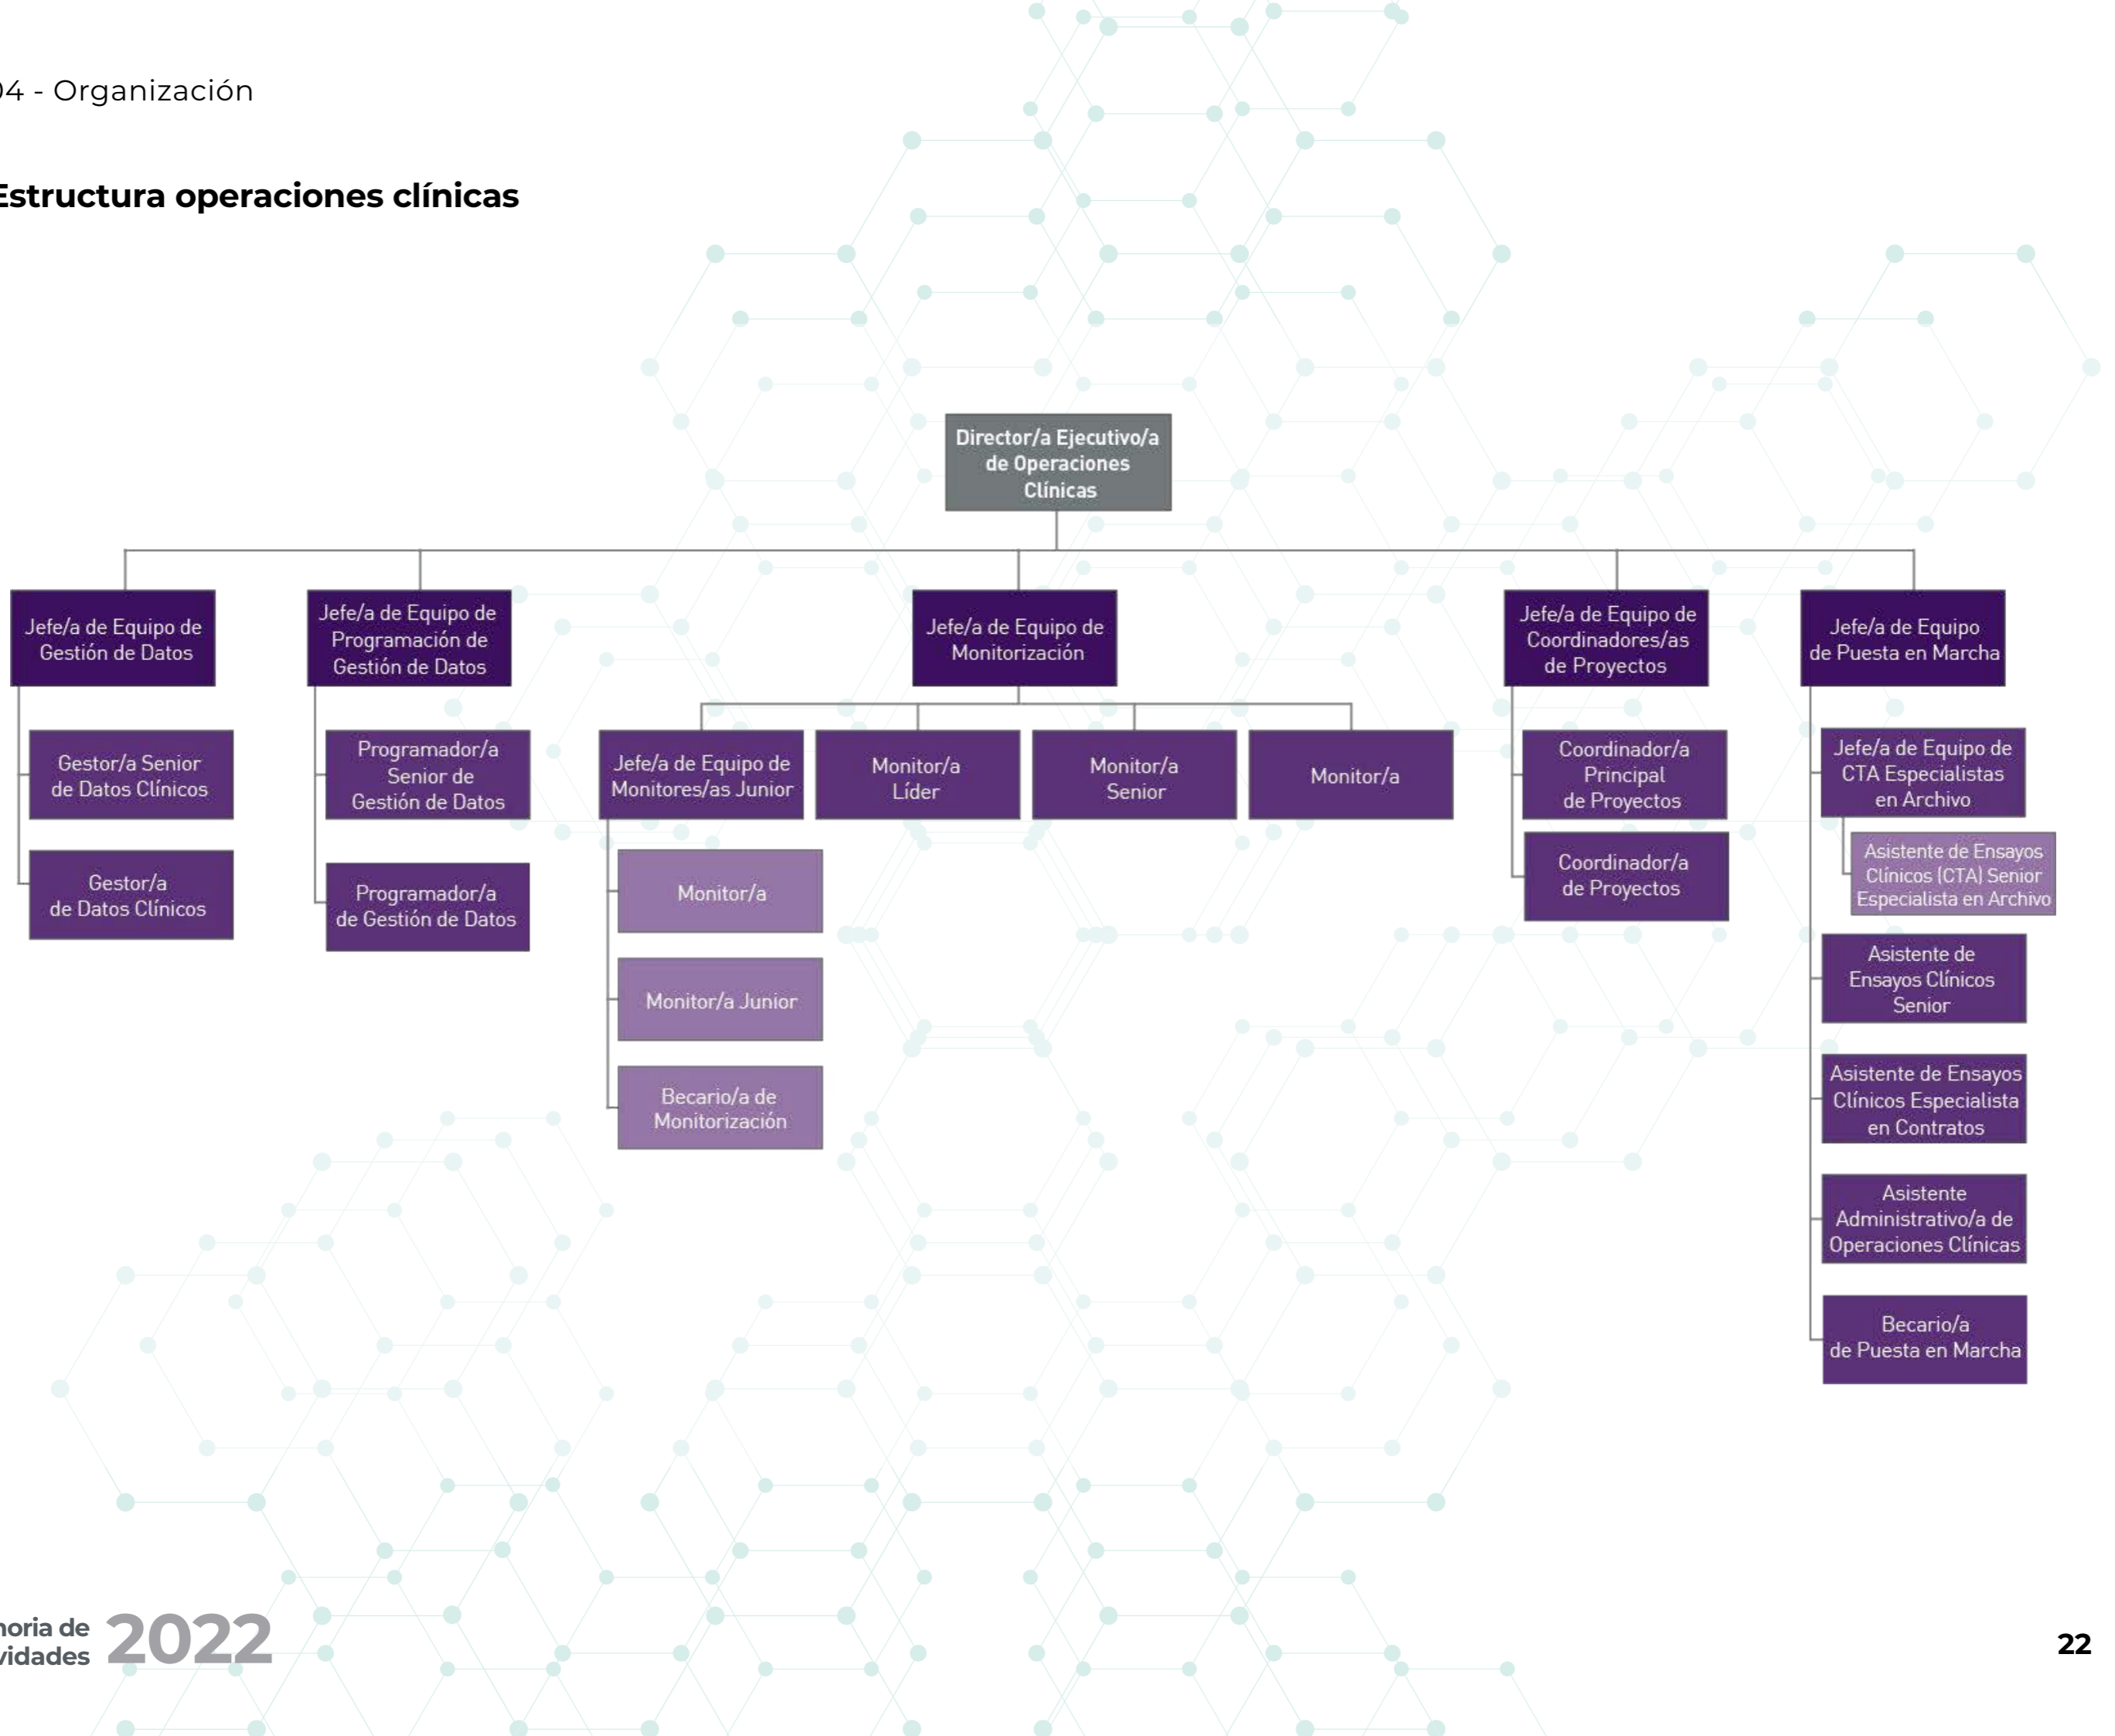 04 - Organización
Estructura operaciones clínicas
Director/a Ejecutivo/a
de Operaciones
Clínicas
Jefe/a de Equipo de
Gestión de Datos
Gestor/a Senior
de Datos Clínicos
Gestor/a
de Datos Clínicos
Jefe/a de Equipo de
Programación de
Gestión de Datos
Programador/a
Senior de
Gestión de Datos
Programador/a
de Gestión de Datos
Jefe/a de Equipo de
Monitorización
Jefe/a de Equipo de
Monitores/as Junior
Monitor/a
Monitor/a Junior
Becario/a de
Monitorización
Monitor/a
Líder
Monitor/a
Senior
Monitor/a
Jefe/a de Equipo de
Coordinadores/as
de Proyectos
Coordinador/a
Principal
de Proyectos
Coordinador/a
de Proyectos
Jefe/a de Equipo
de Puesta en Marcha
Jefe/a de Equipo de
CTA Especialistas
en Archivo
Asistente de Ensayos
Clínicos (CTA) Senior
Especialista en Archivo
Asistente de
Ensayos Clínicos
Senior
Asistente de Ensayos
Clínicos Especialista
en Contratos
Asistente
Administrativo/a de
Operaciones Clínicas
Becario/a
de Puesta en Marcha
noria de
vidades
2022
22